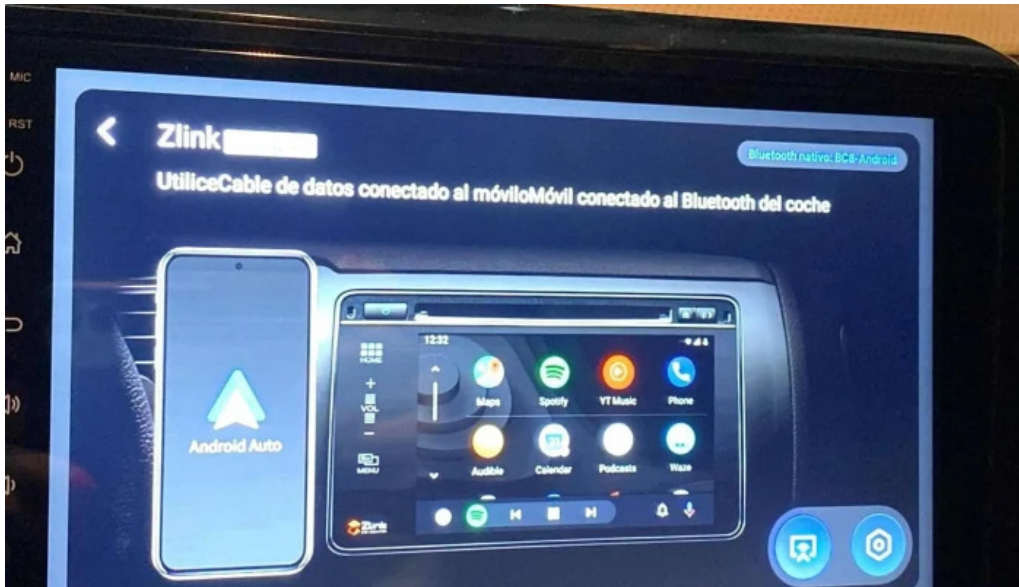 MIC
RST
Zlink
Bluetooth nativo: BC8-Android
UtiliceCable de datos conectado al móviloMóvil conectado al Bluetooth del coche
Android Auto
12:32
HOME
+
VOL
-
MENU
Zlink
Maps
Spotify
YT Music
Phone
Audible
Calendar
Podcasts
Waze